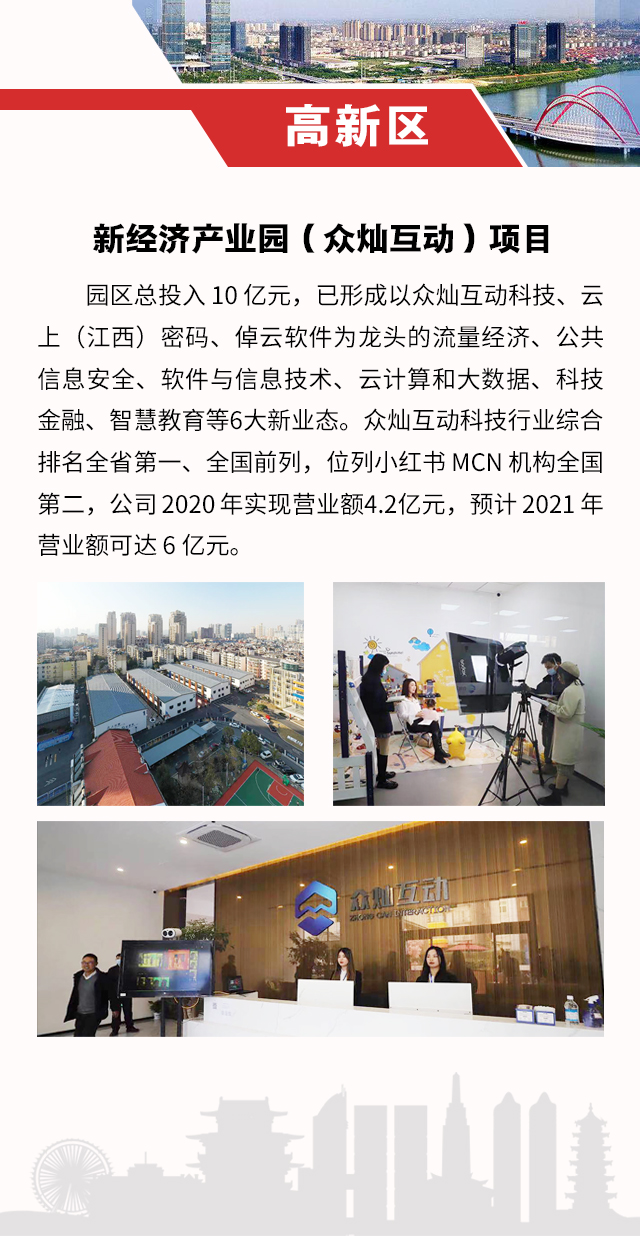 高新区
新经济产业园（众灿互动）项目
园区总投入 10 亿元，已形成以众灿互动科技、云
上（江西）密码、倬云软件为龙头的流量经济、公共
信息安全、软件与信息技术、云计算和大数据、科技
金融、智慧教育等6大新业态。众灿互动科技行业综合
排名全省第一、全国前列，位列小红书 MCN 机构全国
第二，公司 2020 年实现营业额4.2亿元，预计 2021 年
营业额可达 6 亿元。
众灿互动
ZHONG CAN INTERACTION